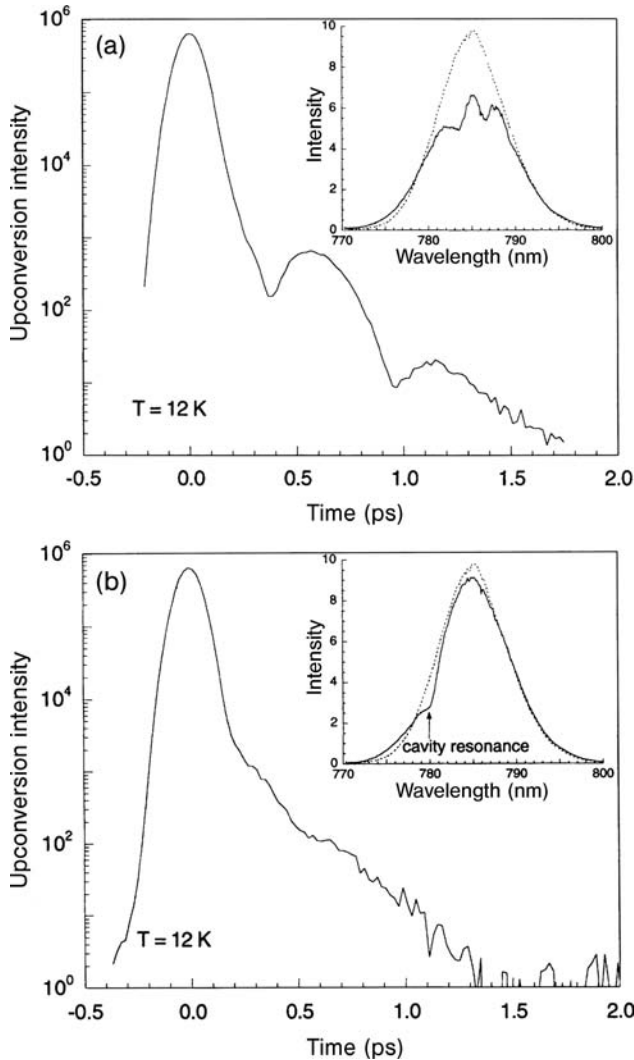 (a)
Upconversion intensity
10^6
10^4
10^2
10^0
T = 12 K
-0.5 0.0 0.5 1.0 1.5 2.0
Time (ps)
Intensity
10
8
6
4
2
0
770 780 790 800
Wavelength (nm)
(b)
Upconversion intensity
10^6
10^4
10^2
10^0
T = 12 K
-0.5 0.0 0.5 1.0 1.5 2.0
Time (ps)
Intensity
10
8
6
4
2
0
cavity resonance
770 780 790 800
Wavelength (nm)